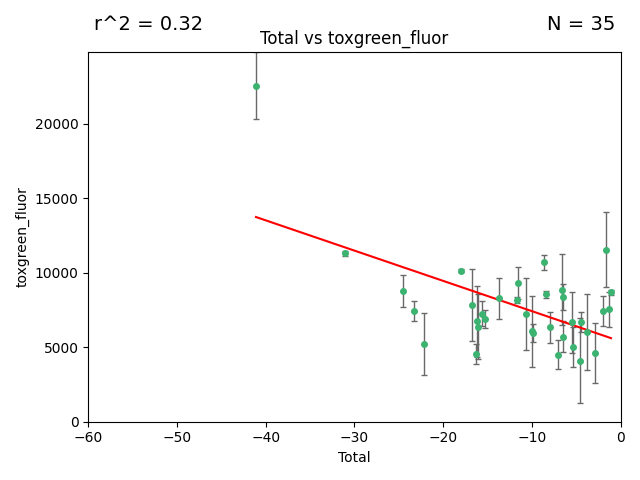 r^2 = 0.32
N = 35
Total vs toxgreen_fluor
toxgreen_fluor
20000
15000
10000
5000
0
−60
−50
−40
−30
−20
−10
0
Total